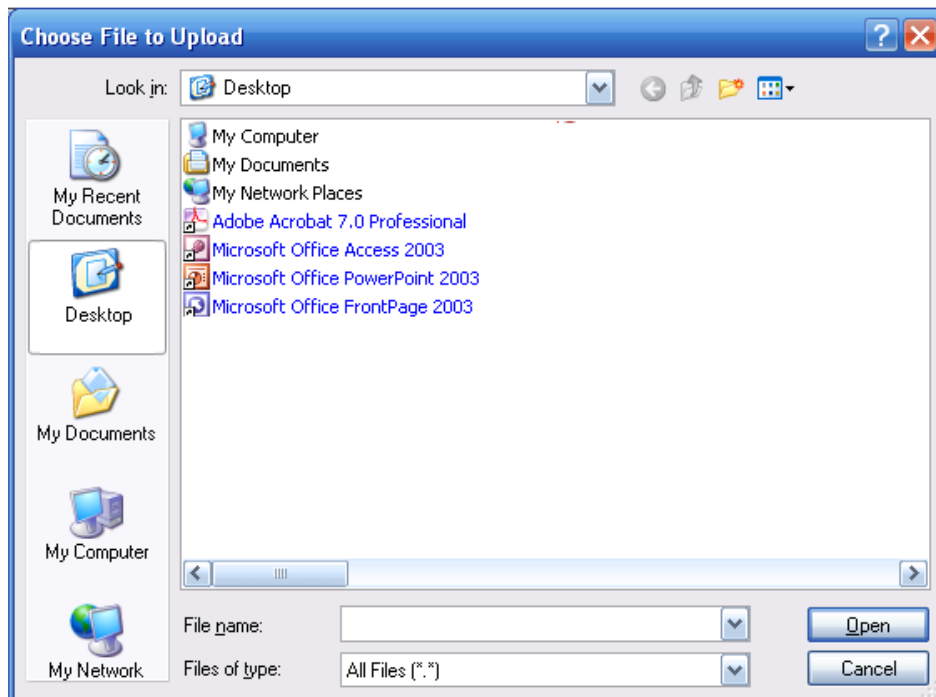 Choose File to Upload
?
Look in:
Desktop
My Recent
Documents
Desktop
My Documents
My Computer
My Network
My Computer
My Documents
My Network Places
Adobe Acrobat 7.0 Professional
Microsoft Office Access 2003
Microsoft Office PowerPoint 2003
Microsoft Office FrontPage 2003
File name:
Open
Files of type:
All Files (*.*)
Cancel